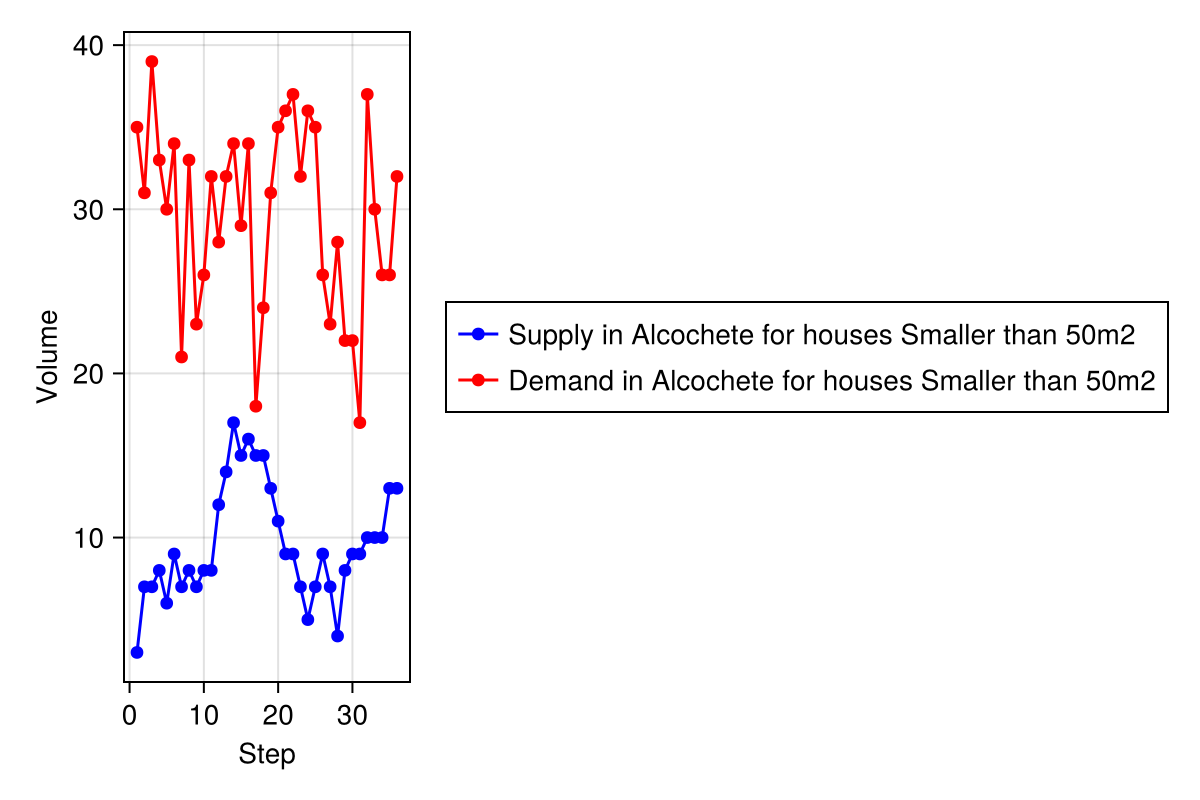 40
30
20
10
Volume
0 10 20 30
Step
Supply in Alcochete for houses Smaller than 50m2
Demand in Alcochete for houses Smaller than 50m2